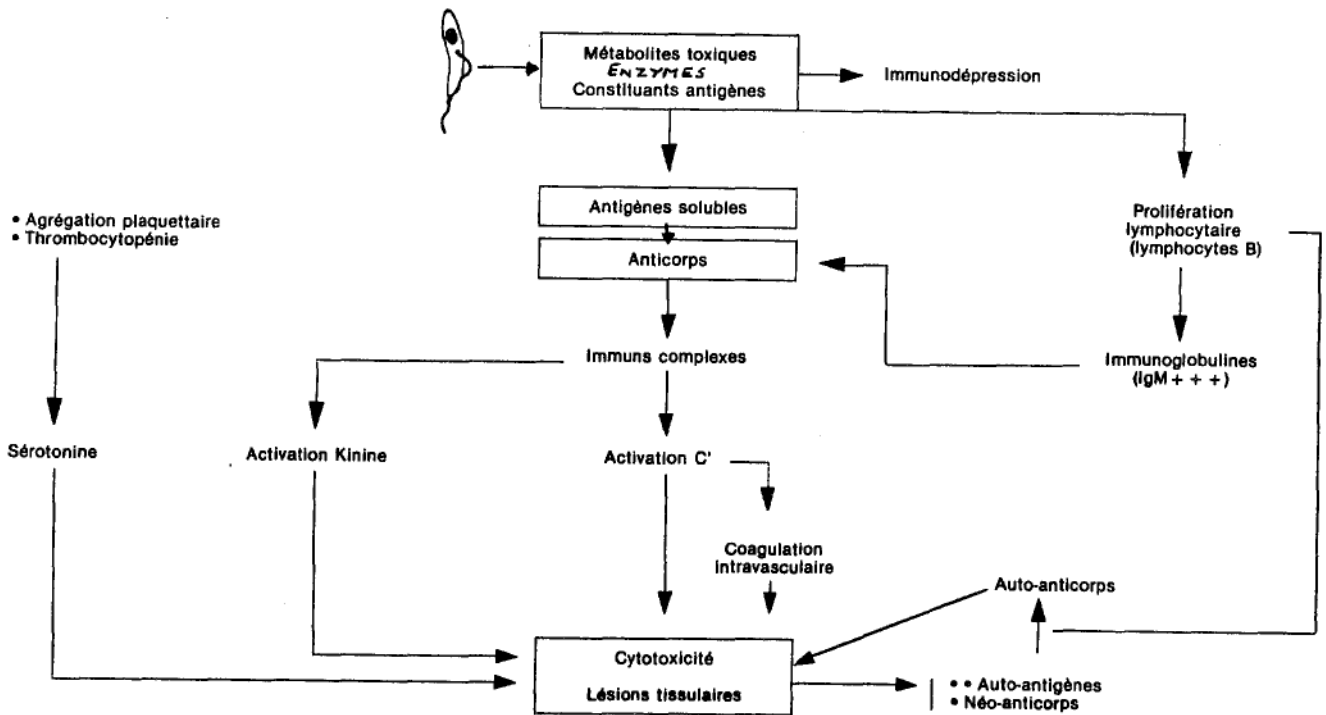 Métabolites toxiques
ENZYMES
Constituants antigènes
Immunodépression
Antigènes solubles
Anticorps
• Agrégation plaquettaire
• Thrombocytopénie
Prolifération
lymphocytaire
(lymphocytes B)
Immuns complexes
Immunoglobulines
(IgM + + +)
Sérotonine
Activation Kinine
Activation C'
Coagulation
intravasculaire
Auto-anticorps
Cytotoxicité
Lésions tissulaires
• • Auto-antigènes
• Néo-anticorps